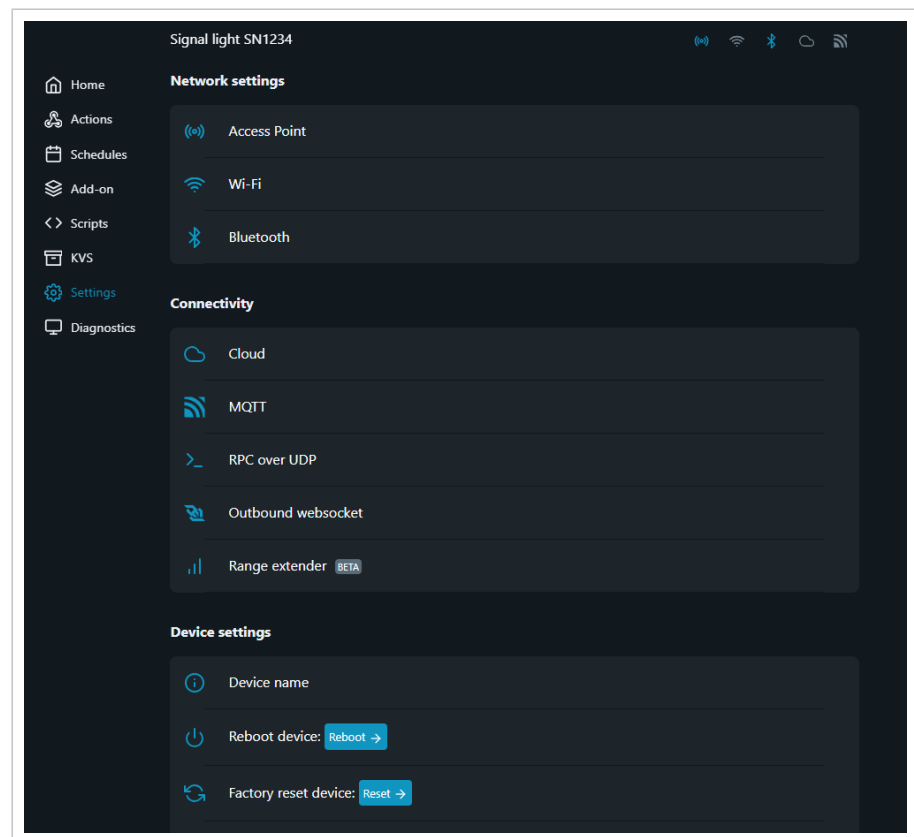 Signal light SN1234
Home
Actions
Schedules
Add-on
Scripts
KVS
Settings
Diagnostics
Network settings
Access Point
Wi-Fi
Bluetooth
Connectivity
Cloud
MQTT
RPC over UDP
Outbound websocket
Range extender BETA
Device settings
Device name
Reboot device: Reboot →
Factory reset device: Reset →